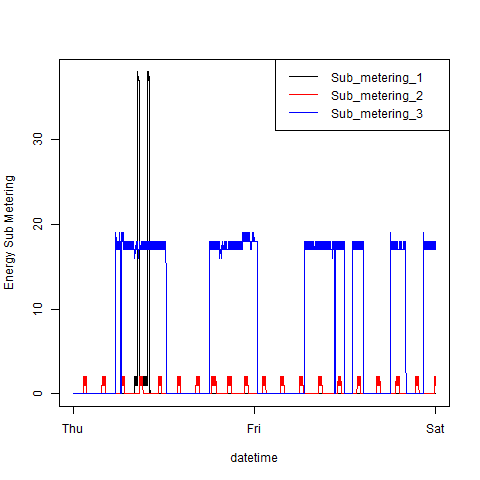 Sub_metering_1
Sub_metering_2
Sub_metering_3
Energy Sub Metering
30
20
10
0
Thu Fri Sat
datetime